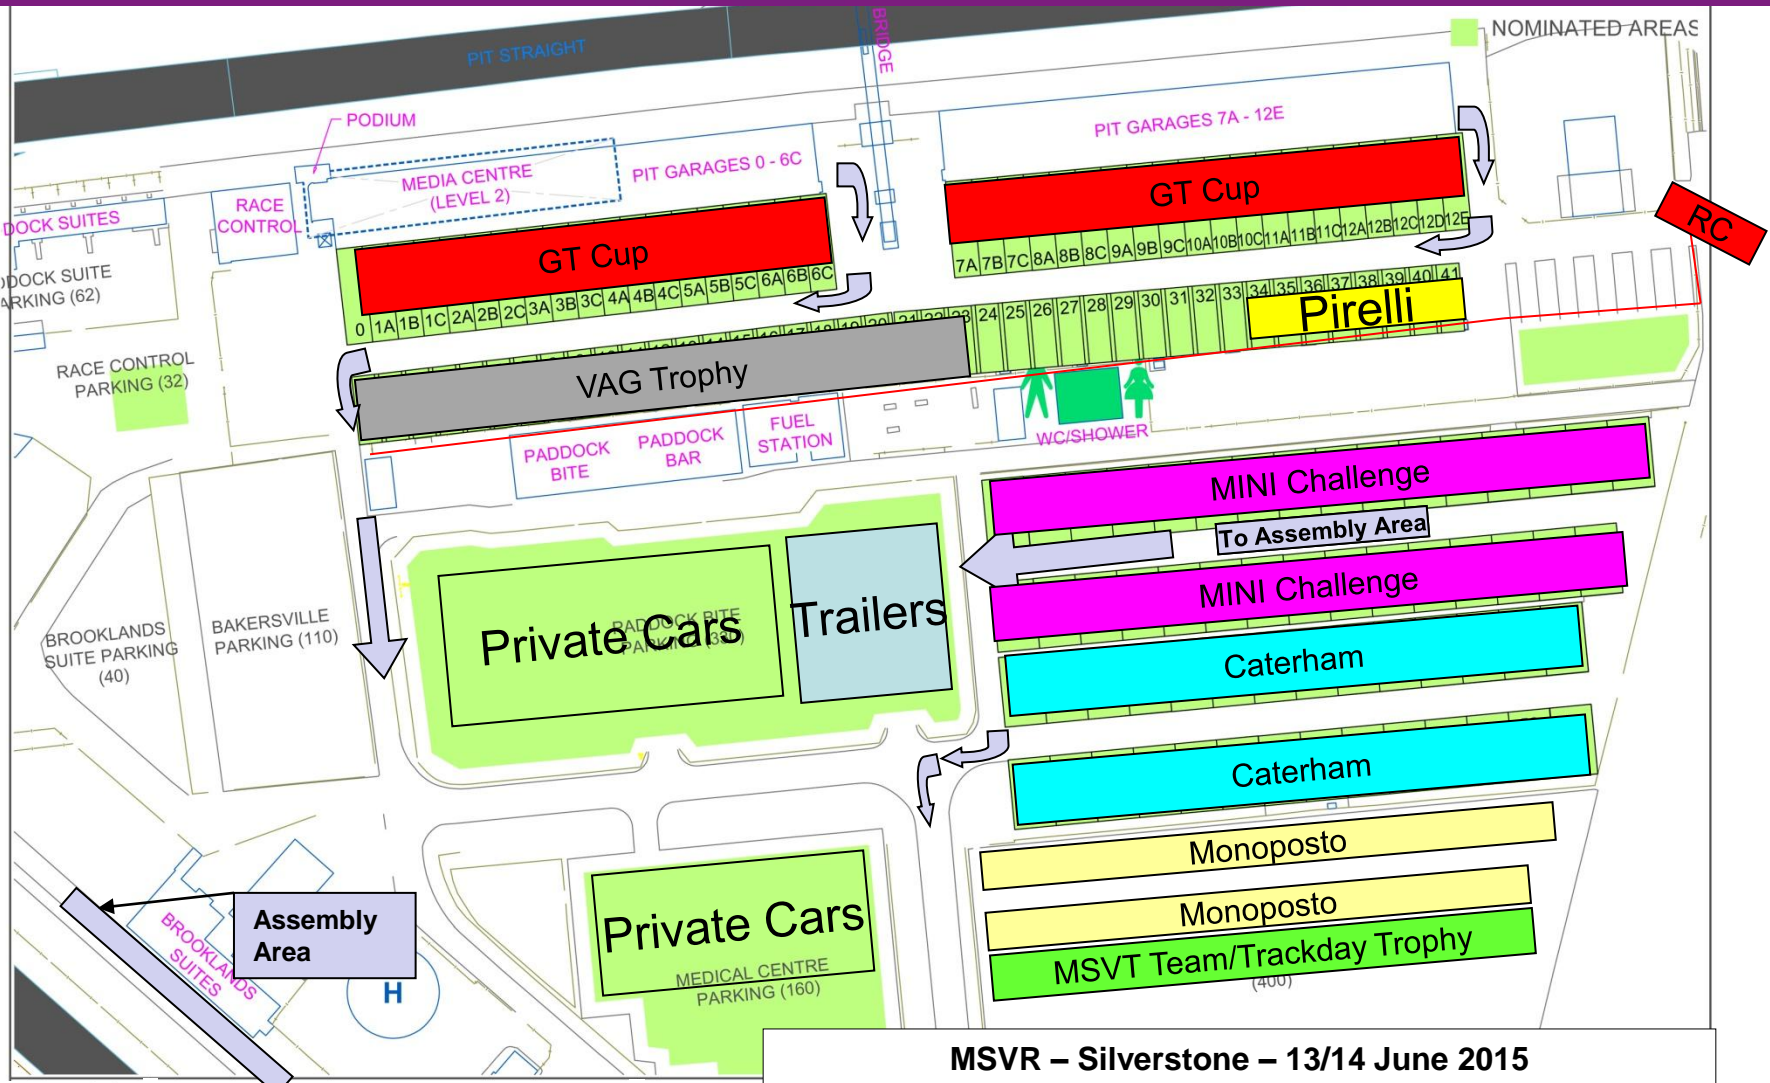 NOMINATED AREAS
PIT STRAIGHT
BRIDGE
PODIUM
PIT GARAGES 7A - 12E
MEDIA CENTRE
(LEVEL 2)
PIT GARAGES 0 - 6C
RACE
CONTROL
DOCK SUITES
GT Cup
GT Cup
RC
7A 7B 7C 8A 8B 8C 9A 9B 9C 10A 10B 10C 11A 11B 11C 12A 12B 12C 12D 12E
DDOCK SUITE
ARKING (62)
0 1A 1B 1C 2A 2B 2C 3A 3B 3C 4A 4B 4C 5A 5B 5C 6A 6B 6C
23 24 25 26 27 28 29 30 31 32 33 34 35 36 37 38 39 40 41
Pirelli
RACE CONTROL
PARKING (32)
VAG Trophy
PADDOCK
BITE
PADDOCK
BAR
FUEL
STATION
WC/SHOWER
MINI Challenge
To Assembly Area
MINI Challenge
BROOKLANDS
SUITE PARKING
(40)
BAKERSVILLE
PARKING (110)
Private Cars
PADDOCK BITE
PARKING (330)
Trailers
Caterham
Caterham
Monoposto
Monoposto
MSVT Team/Trackday Trophy
(400)
Assembly
Area
BROOKLANDS
SUITES
H
Private Cars
MEDICAL CENTRE
PARKING (160)
MSVR – Silverstone – 13/14 June 2015